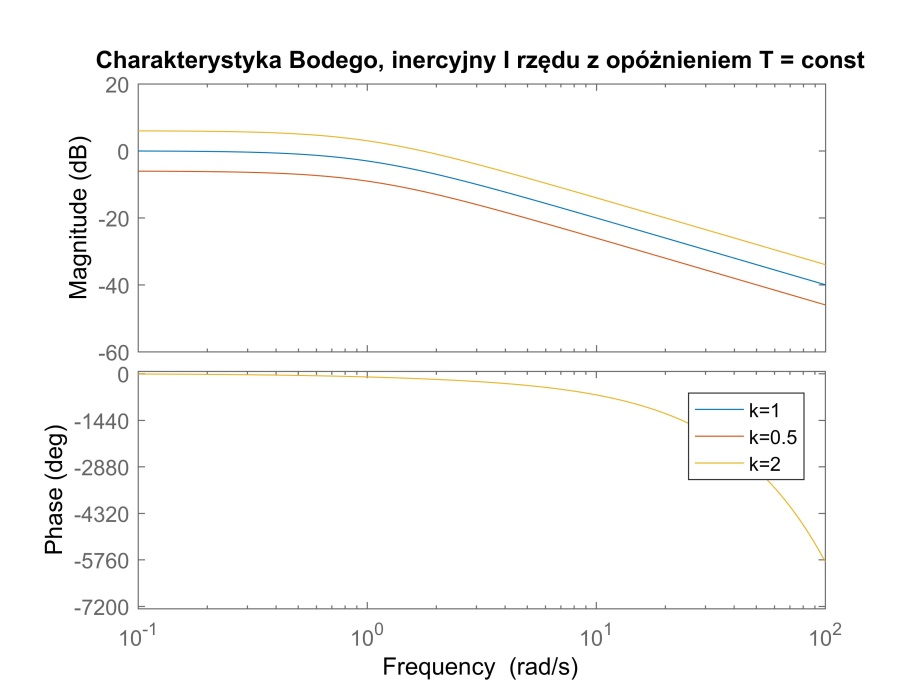 Charakterystyka Bodego, inercyjny I rzędu z opóżnieniem T = const
20
0
-20
-40
-60
Magnitude (dB)
0
-1440
-2880
-4320
-5760
-7200
Phase (deg)
k=1
k=0.5
k=2
10-1 100 101 102
Frequency (rad/s)